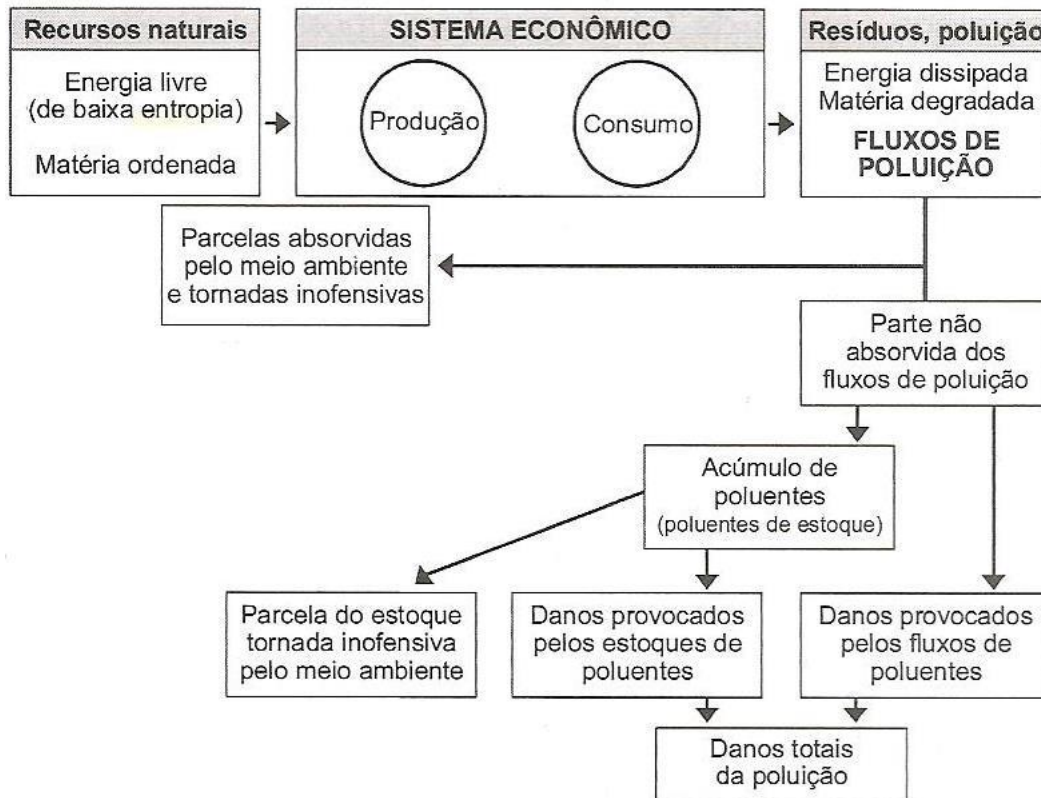 Recursos naturais
Energia livre
(de baixa entropia)
Matéria ordenada
SISTEMA ECONÔMICO
Produção
Consumo
Resíduos, poluição
Energia dissipada
Matéria degradada
FLUXOS DE
POLUIÇÃO
Parcelas absorvidas
pelo meio ambiente
e tornadas inofensivas
Parte não
absorvida dos
fluxos de poluição
Acúmulo de
poluentes
(poluentes de estoque)
Parcela do estoque
tornada inofensiva
pelo meio ambiente
Danos provocados
pelos estoques de
poluentes
Danos provocados
pelos fluxos de
poluentes
Danos totais
da poluição